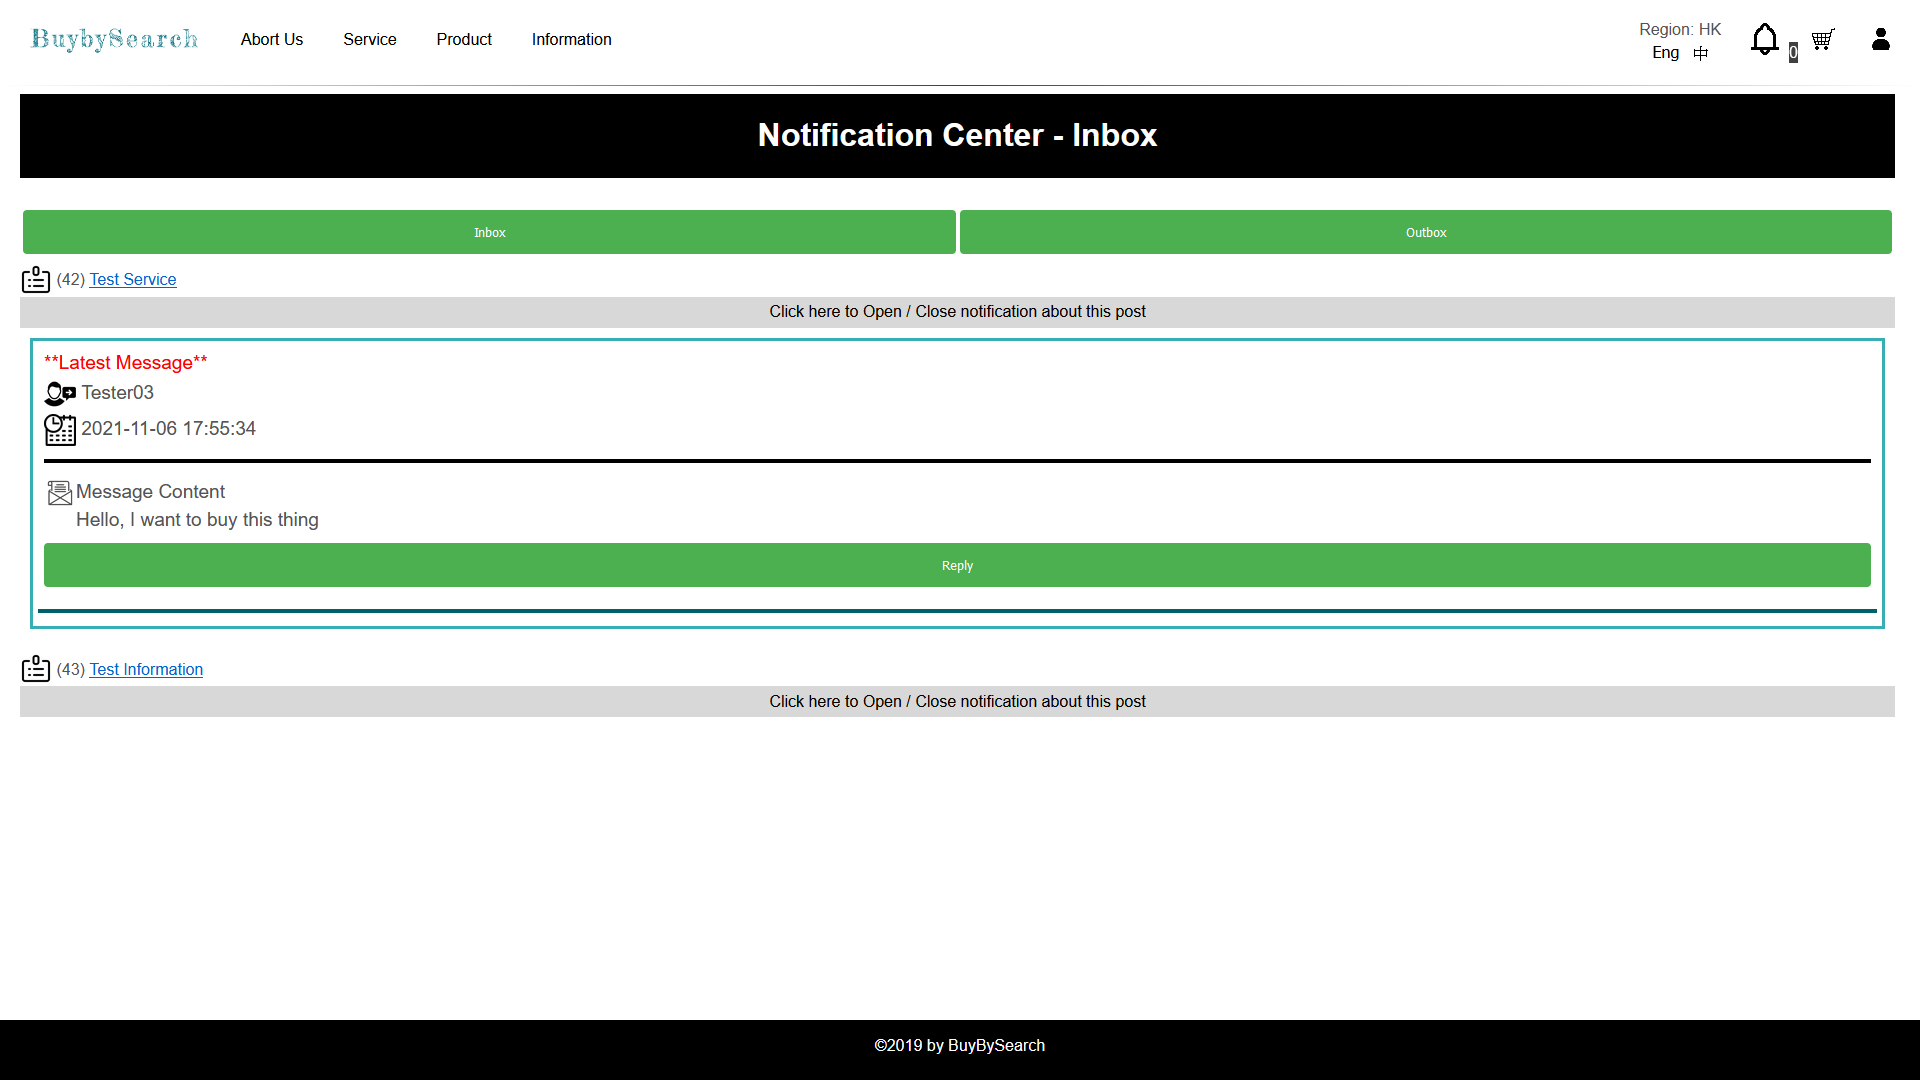 BuybySearch
Abort Us
Service
Product
Information
Region: HK
Eng 中
0
Notification Center - Inbox
Inbox
Outbox
(42) Test Service
Click here to Open / Close notification about this post
**Latest Message**
Tester03
2021-11-06 17:55:34
Message Content
Hello, I want to buy this thing
Reply
(43) Test Information
Click here to Open / Close notification about this post
©2019 by BuyBySearch